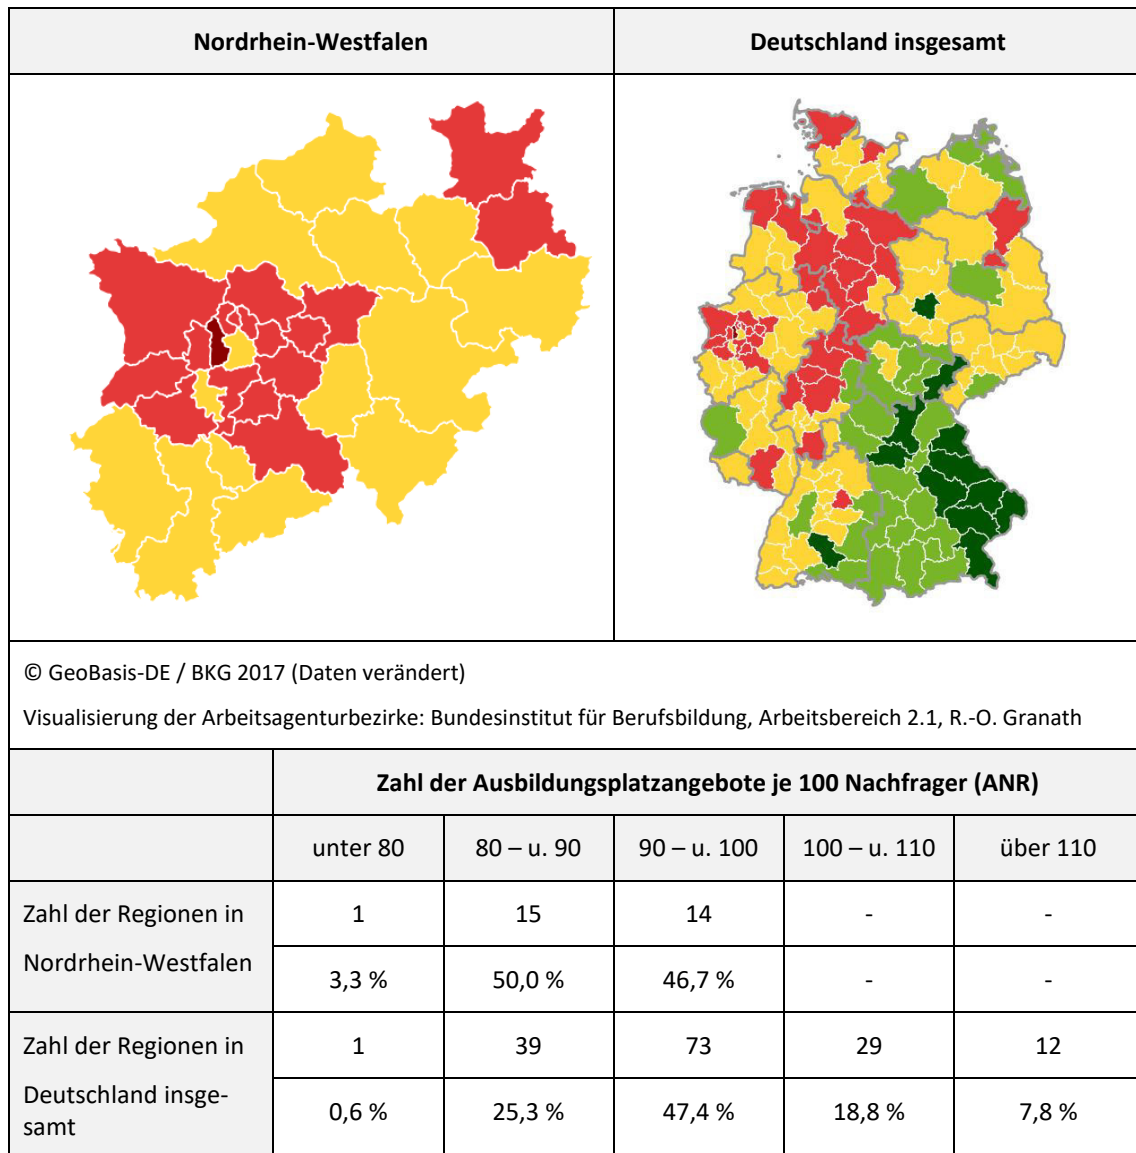 Nordrhein-Westfalen
Deutschland insgesamt
© GeoBasis-DE / BKG 2017 (Daten verändert)
Visualisierung der Arbeitsagenturbezirke: Bundesinstitut für Berufsbildung, Arbeitsbereich 2.1, R.-O. Granath
Zahl der Ausbildungsplatzangebote je 100 Nachfrager (ANR)
unter 80
80 – u. 90
90 – u. 100
100 – u. 110
über 110
Zahl der Regionen in
Nordrhein-Westfalen
1
15
14
-
-
3,3 %
50,0 %
46,7 %
-
-
Zahl der Regionen in
Deutschland insge-
samt
1
39
73
29
12
0,6 %
25,3 %
47,4 %
18,8 %
7,8 %